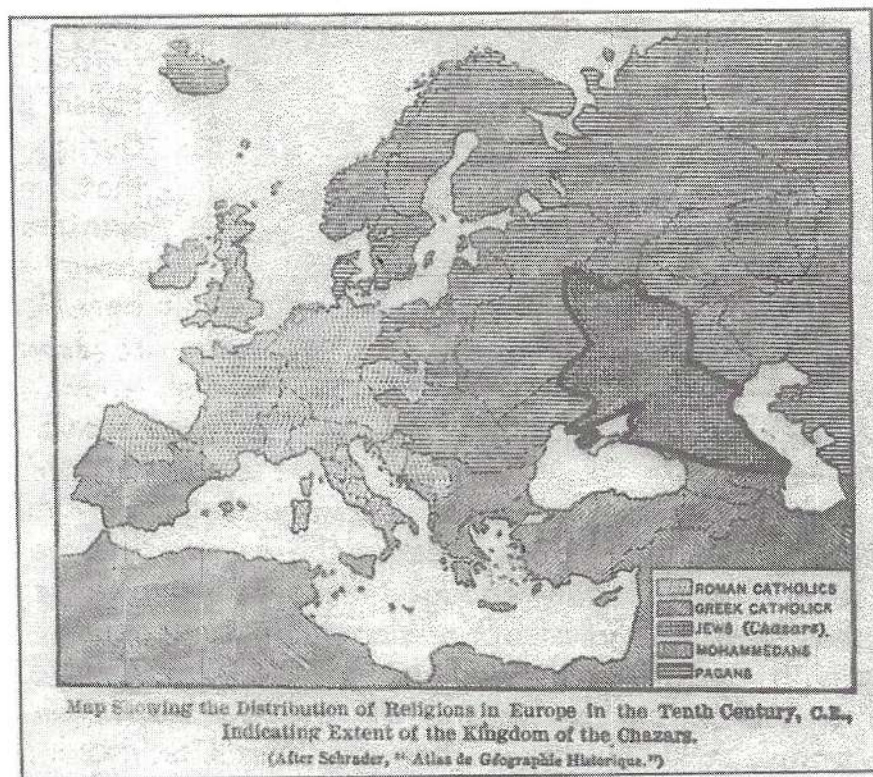 ROMAN CATHOLICS
GREEK CATHOLICS
JEWS (Chazars).
MOHAMMEDANS
PAGANS
Map Showing the Distribution of Religions in Europe in the Tenth Century, C.E.,
Indicating Extent of the Kingdom of the Chazars.
(After Schrader, "Atlas de Géographie Historique.")